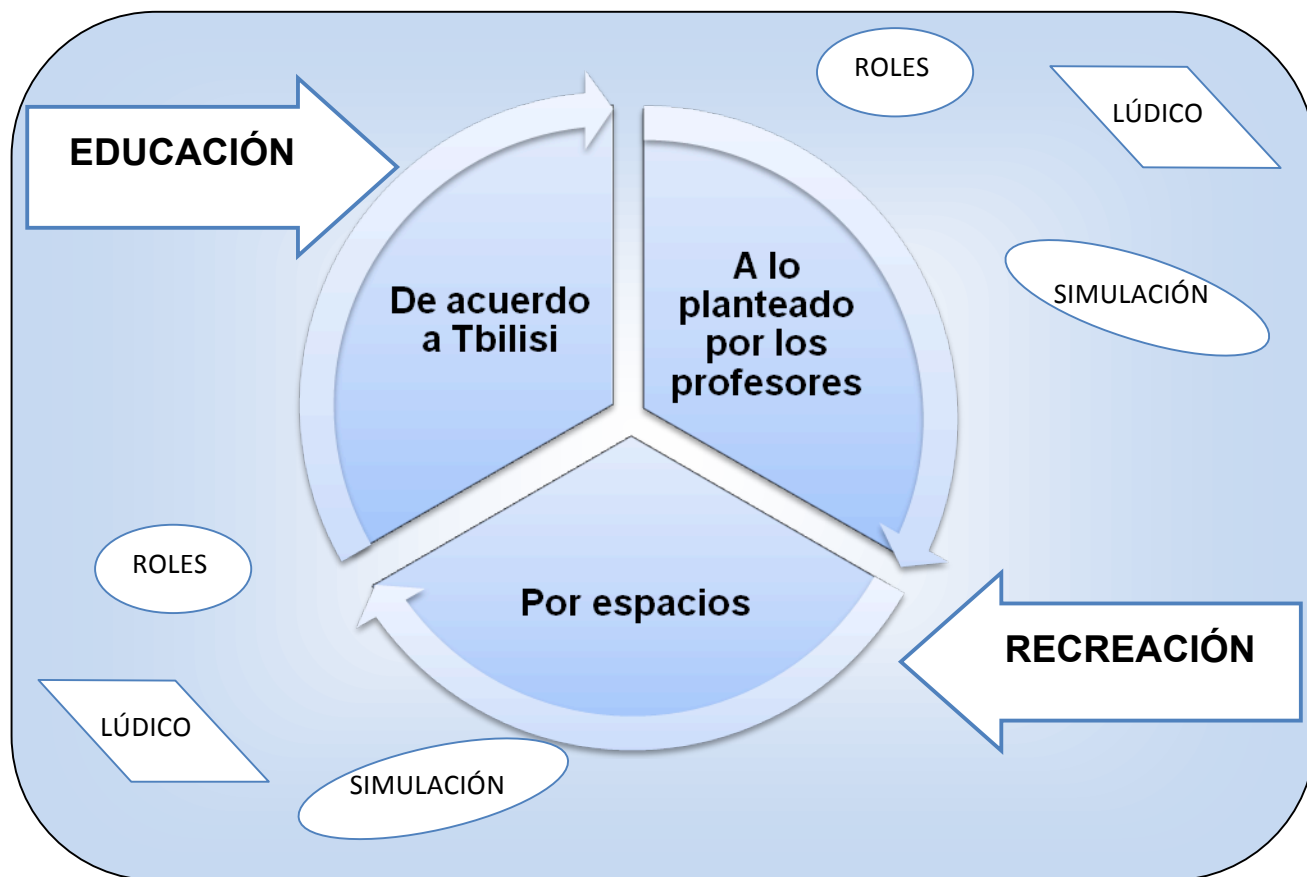 ROLES
LÚDICO
EDUCACIÓN
SIMULACIÓN
De acuerdo
a Tbilisi
A lo
planteado
por los
profesores
Por espacios
ROLES
RECREACIÓN
LÚDICO
SIMULACIÓN